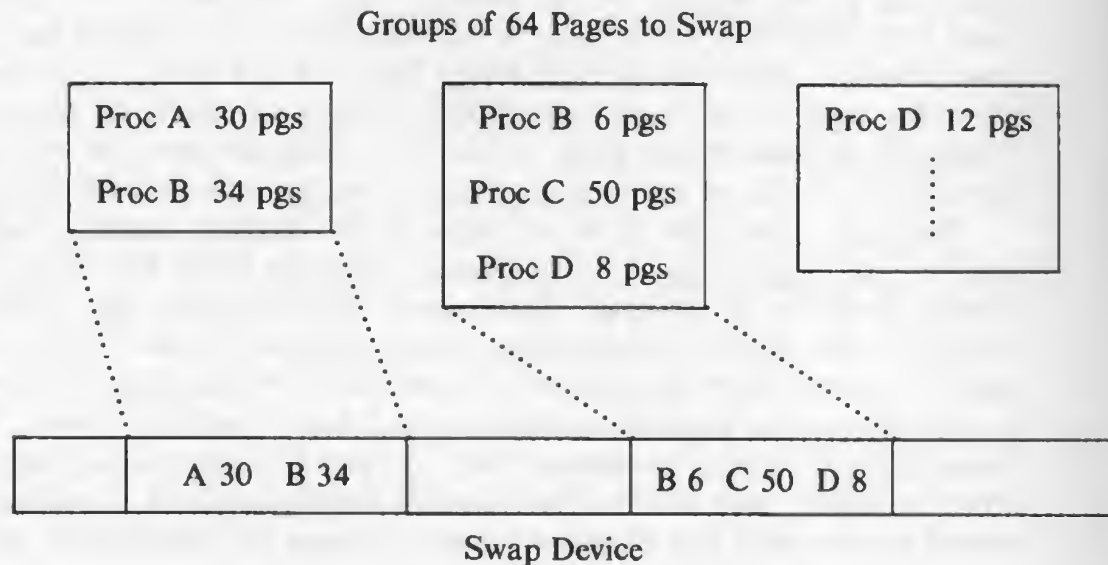 Groups of 64 Pages to Swap
Proc A 30 pgs
Proc B 34 pgs
Proc B 6 pgs
Proc C 50 pgs
Proc D 8 pgs
Proc D 12 pgs
A 30 B 34
B 6 C 50 D 8
Swap Device